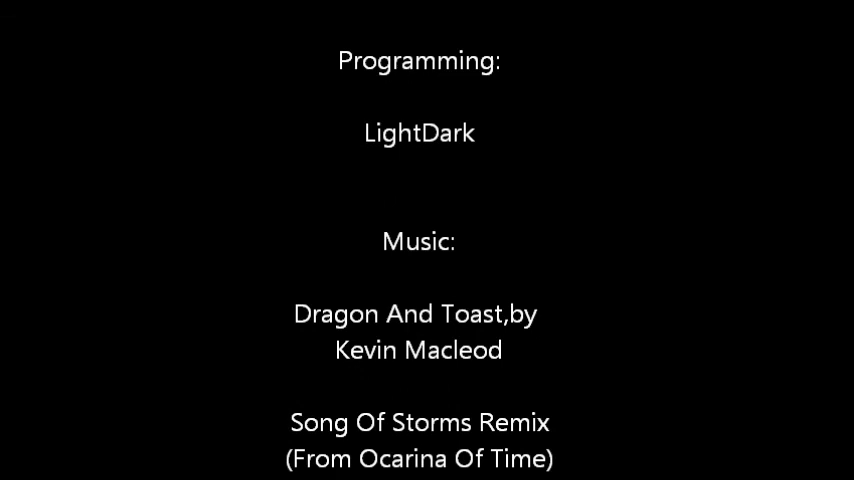 Programming:
LightDark
Music:
Dragon And Toast,by
Kevin Macleod
Song Of Storms Remix
(From Ocarina Of Time)